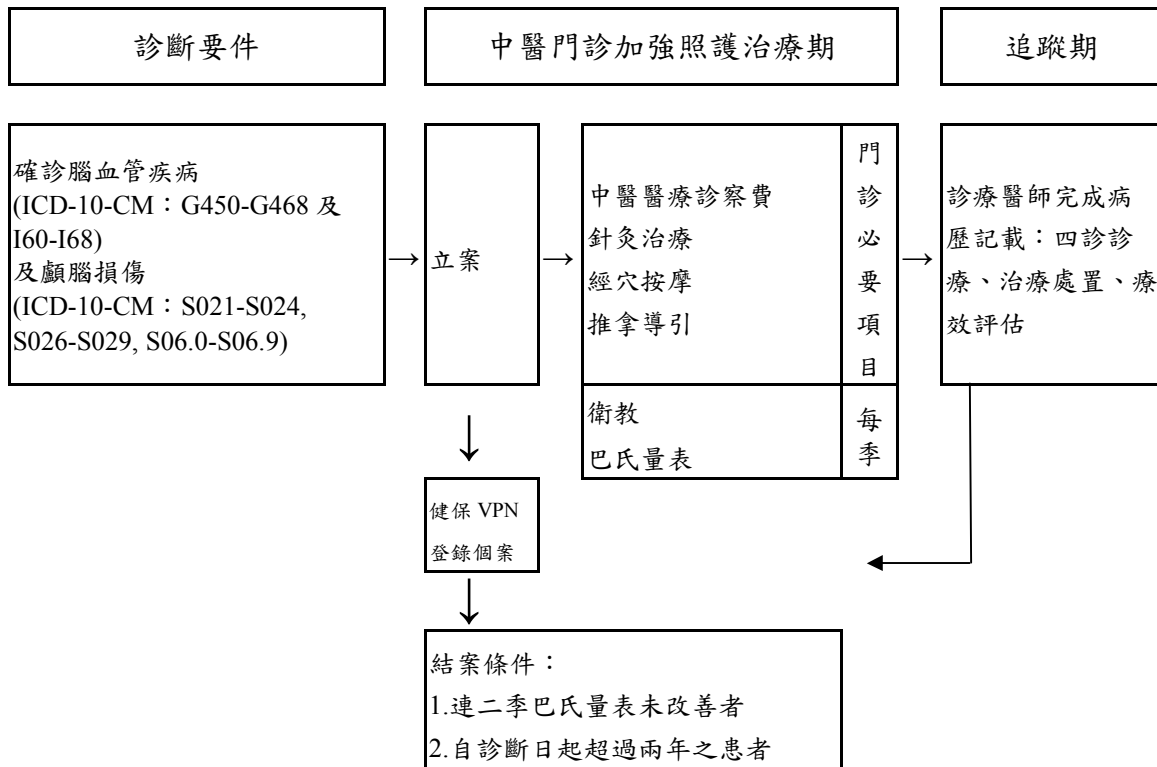 診斷要件
中醫門診加強照護治療期
追蹤期
確診腦血管疾病
(ICD-10-CM：G450-G468 及
I60-I68)
及顱腦損傷
(ICD-10-CM：S021-S024,
S026-S029, S06.0-S06.9)
→
立案
→
中醫醫療診察費
針灸治療
經穴按摩
推拿導引
門
診
必
要
項
目
→
診療醫師完成病
歷記載：四診診
療、治療處置、療
效評估
衛教
巴氏量表
每
季
↓
健保 VPN
登錄個案
↓
結案條件：
1.連二季巴氏量表未改善者
2.自診斷日起超過兩年之患者